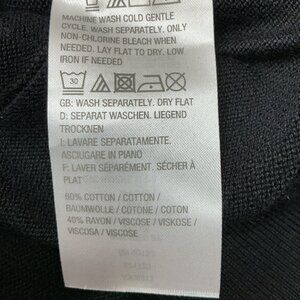 MACHINE WASH COLD GENTLE
CYCLE. WASH SEPARATELY. ONLY
NON-CHLORINE BLEACH WHEN
NEEDED. LAY FLAT TO DRY. LOW
IRON IF NEEDED
30
GB: WASH SEPARATELY. DRY FLAT
D: SEPARAT WASCHEN. LIEGEND
TROCKNEN
I: LAVARE SEPARATAMENTE.
ASCIUGARE IN PIANO
F: LAVER SÉPARÉMENT. SÉCHER À
PLAT
60% COTTON / COTTON /
BAUMWOLLE / COTONE / COTON
40% RAYON / VISCOSE / VISKOSE /
VISCOSA / VISCOSE